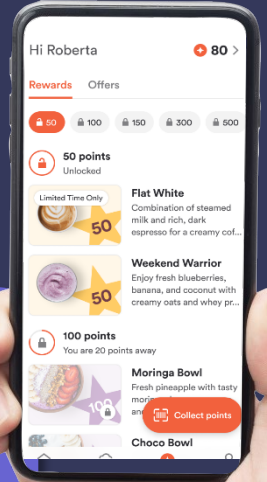 Hi Roberta
80
Rewards Offers
50 100 150 300 500
50 points
Unlocked
Limited Time Only
50
Flat White
Combination of steamed
milk and rich, dark
espresso for a creamy cof...
50
Weekend Warrior
Enjoy fresh blueberries,
banana, and coconut with
creamy oats and whey pr...
100 points
You are 20 points away
100
Moringa Bowl
Fresh pineapple with tasty
Collect points
Choco Bowl